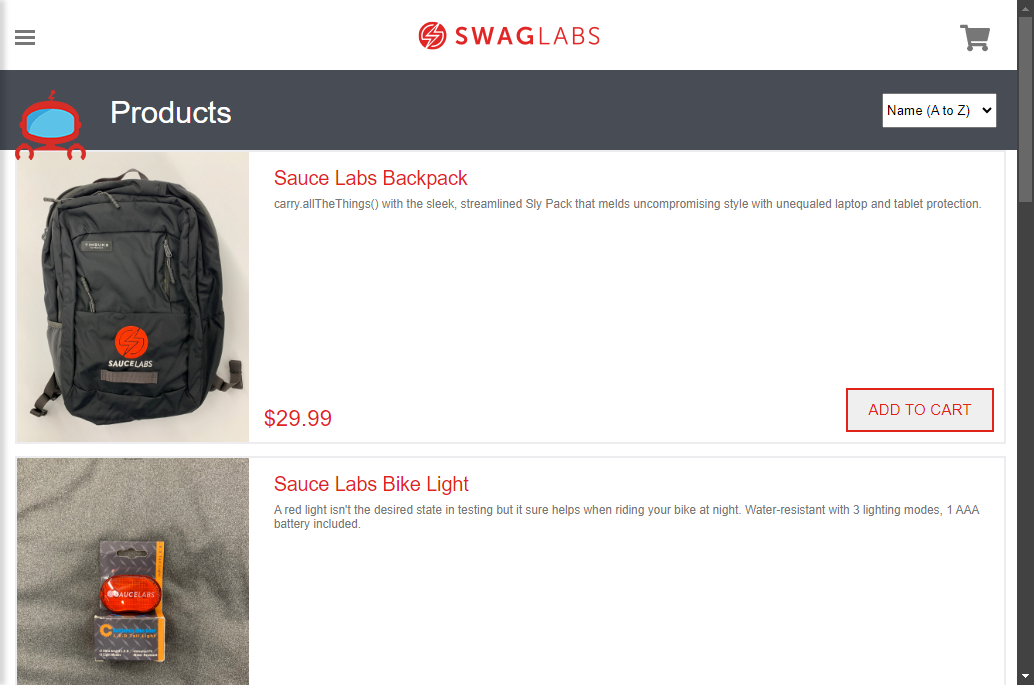 SWAGLABS
Products
Name (A to Z)
Sauce Labs Backpack
carry.allTheThings() with the sleek, streamlined Sly Pack that melds uncompromising style with unequaled laptop and tablet protection.
SAUCELABS
$29.99
ADD TO CART
Sauce Labs Bike Light
A red light isn't the desired state in testing but it sure helps when riding your bike at night. Water-resistant with 3 lighting modes, 1 AAA
battery included.
SAUCELABS